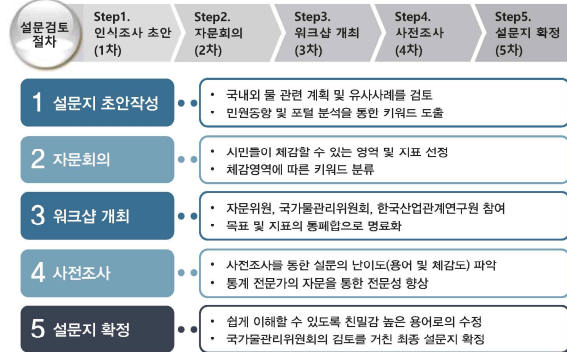 설문검토
절차
Step1.
인식조사 초안
(1차)
Step2.
자문회의
(2차)
Step3.
워크샵 개최
(3차)
Step4.
사전조사
(4차)
Step5.
설문지 확정
(5차)
1 설문지 초안작성
• 국내외 물 관련 계획 및 유사사례를 검토
• 민원동향 및 포털 분석을 통한 키워드 도출
2 자문회의
• 시민들이 체감할 수 있는 영역 및 지표 선정
• 체감영역에 따른 키워드 분류
3 워크샵 개최
• 자문위원, 국가물관리위원회, 한국산업관계연구원 참여
• 목표 및 지표의 통폐합으로 명료화
4 사전조사
• 사전조사를 통한 설문의 난이도(용어 및 체감도) 파악
• 통계 전문가의 자문을 통한 전문성 향상
5 설문지 확정
• 쉽게 이해할 수 있도록 친밀감 높은 용어로의 수정
• 국가물관리위원회의 검토를 거친 최종 설문지 확정